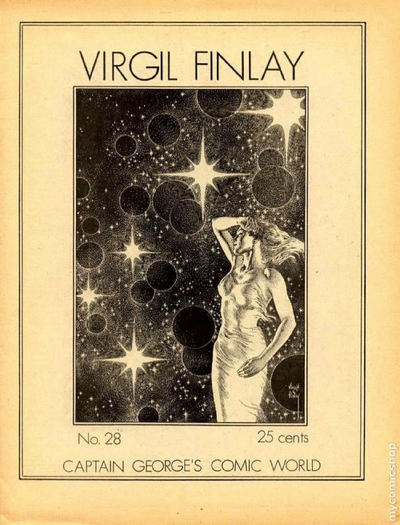 VIRGIL FINLAY
No. 28
25 cents
CAPTAIN GEORGE'S COMIC WORLD
mycomicshop